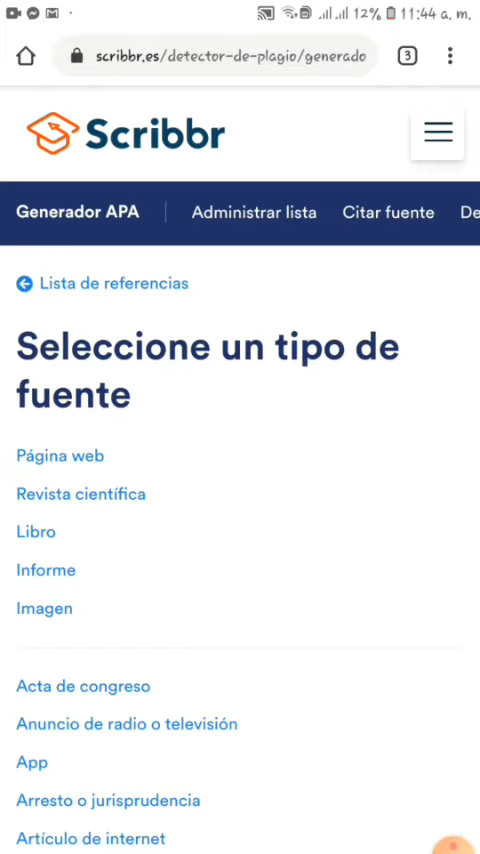 12% 11:44 a. m.
scribbr.es/detector-de-plagio/generado
3
Scribbr
Generador APA
Administrar lista
Citar fuente
De
Lista de referencias
Seleccione un tipo de
fuente
Página web
Revista científica
Libro
Informe
Imagen
Acta de congreso
Anuncio de radio o televisión
App
Arresto o jurisprudencia
Artículo de internet